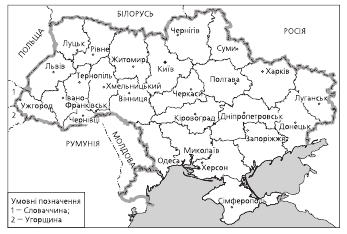 БІЛОРУСЬ
ПОЛЬЩА
РОСІЯ
Чернігів
Луцьк
Рівне
Суми
Житомир
Київ
Львів
Харків
Тернопіль
Полтава
Хмельницький
Черкаси
Луганськ
1
2
Ужгород
Івано
Франківськ
Вінниця
Чернівці
Кіровоград
Дніпропетровськ
Донецьк
РУМУНІЯ
МОЛДОВА
Запоріжжя
Миколаїв
Одеса
Херсон
Сімферополь
Умовні позначення
1 — Словаччина;
2 — Угорщина